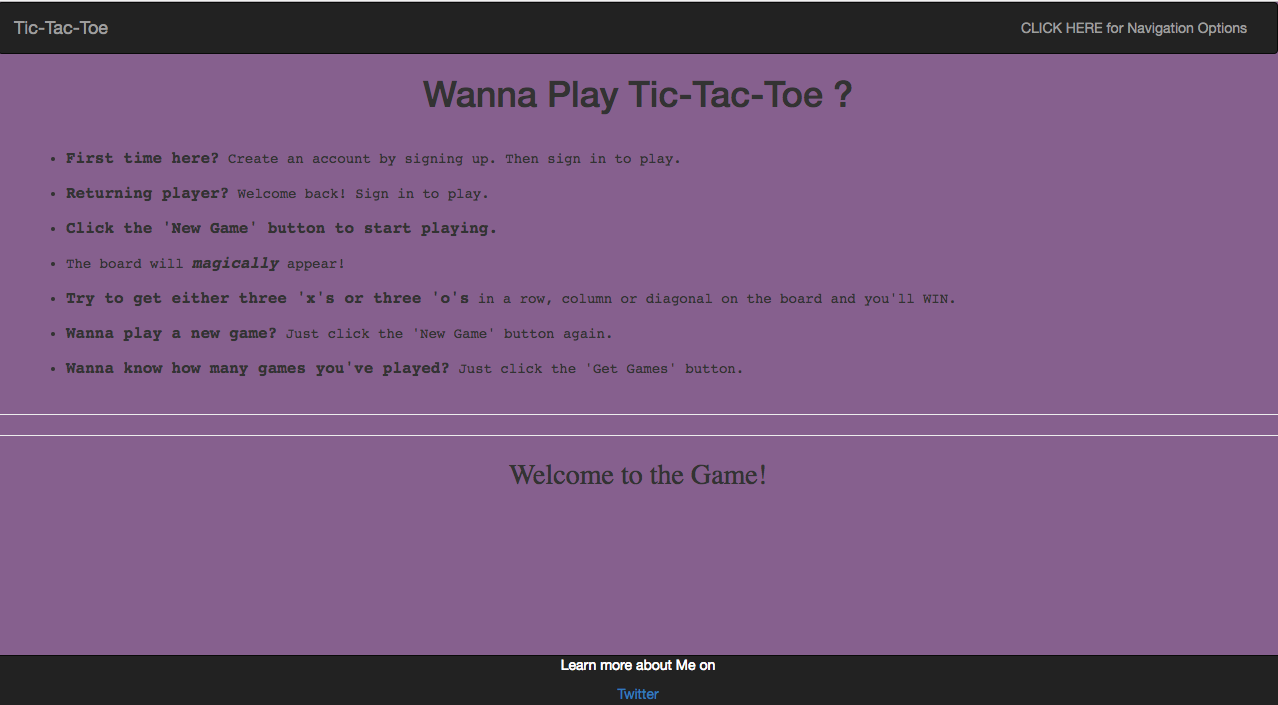 Tic-Tac-Toe
CLICK HERE for Navigation Options
Wanna Play Tic-Tac-Toe ?
• First time here? Create an account by signing up. Then sign in to play.
• Returning player? Welcome back! Sign in to play.
• Click the 'New Game' button to start playing.
• The board will magically appear!
• Try to get either three 'x's or three 'o's in a row, column or diagonal on the board and you'll WIN.
• Wanna play a new game? Just click the 'New Game' button again.
• Wanna know how many games you've played? Just click the 'Get Games' button.
Welcome to the Game!
Learn more about Me on
Twitter